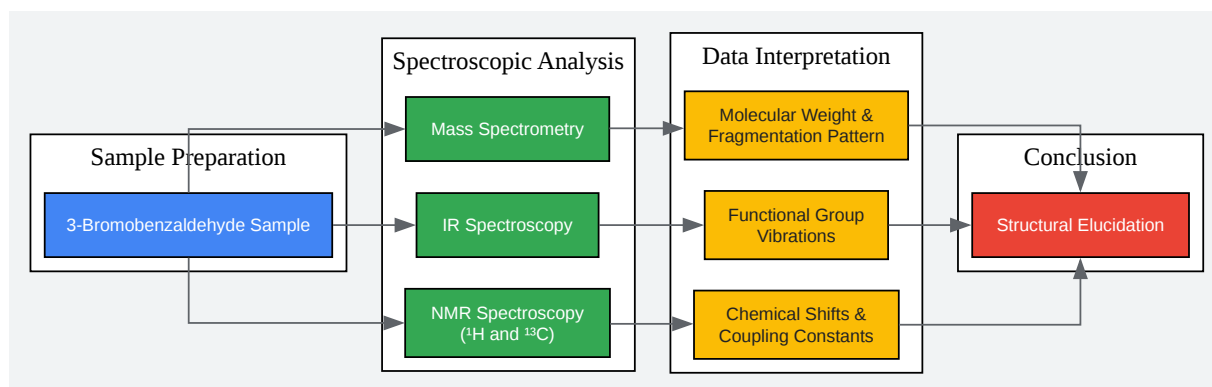 Sample Preparation
3-Bromobenzaldehyde Sample
Spectroscopic Analysis
Mass Spectrometry
IR Spectroscopy
NMR Spectroscopy
(¹H and ¹³C)
Data Interpretation
Molecular Weight &
Fragmentation Pattern
Functional Group
Vibrations
Chemical Shifts &
Coupling Constants
Conclusion
Structural Elucidation